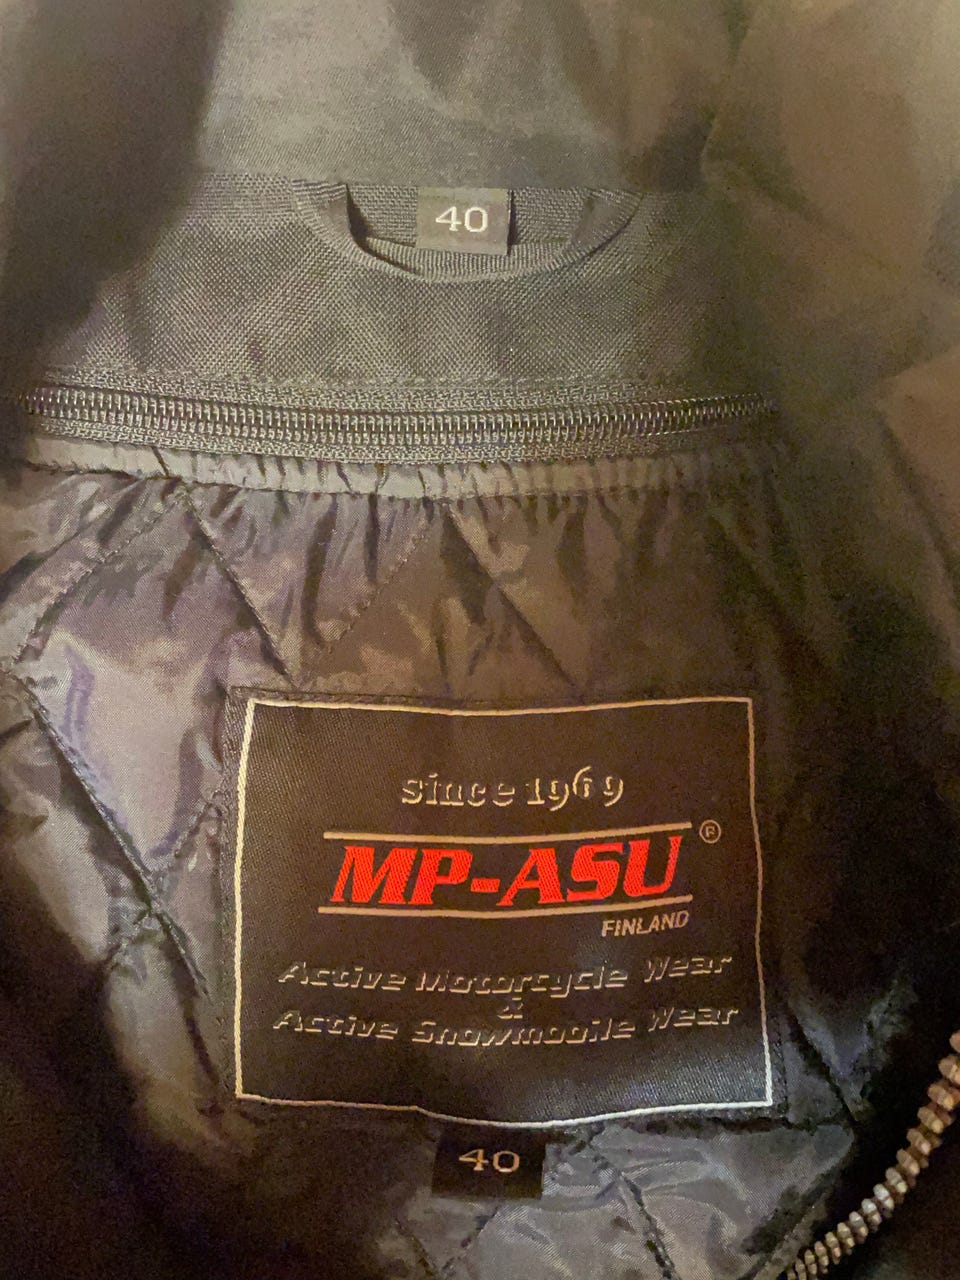 40
since 1969
MP-ASU®
FINLAND
Active Motorcycle Wear
&
Active Snowmobile Wear
40